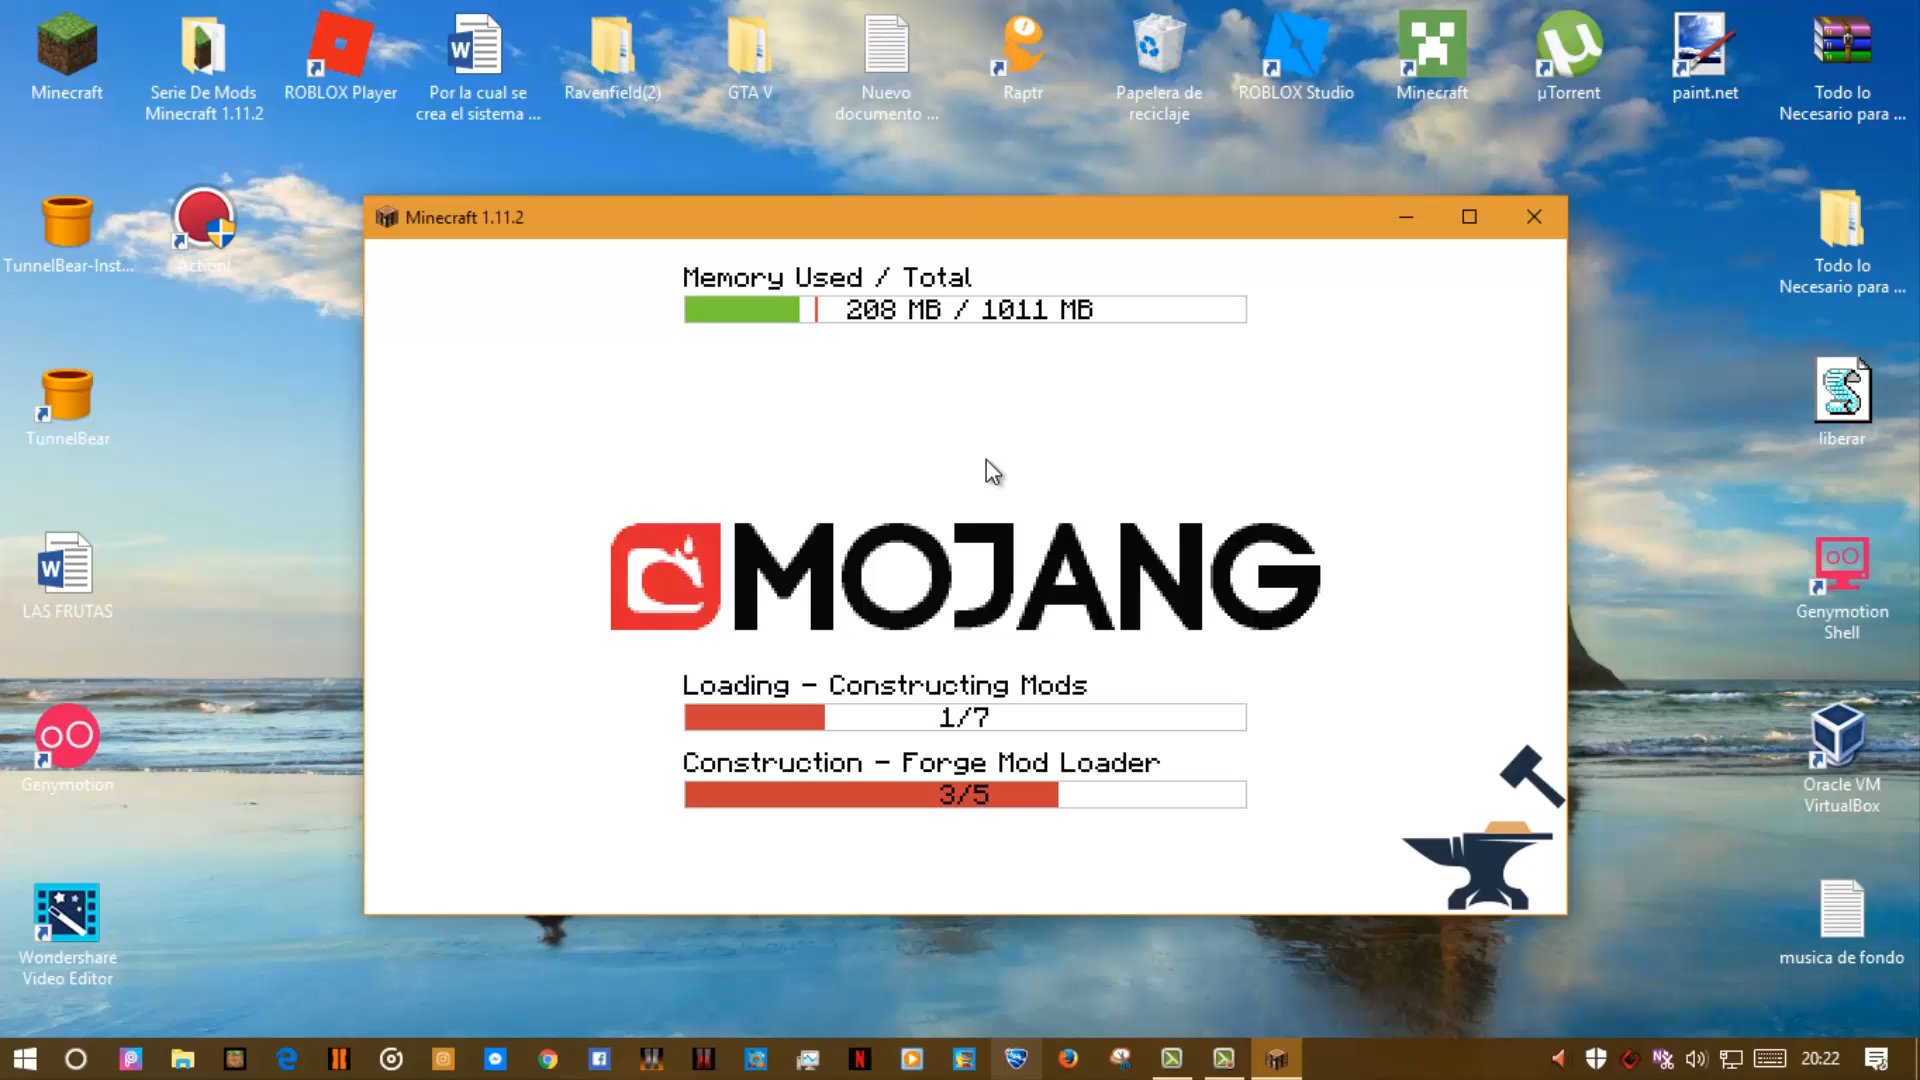 Minecraft
Serie De Mods
Minecraft 1.11.2
ROBLOX Player
Por la cual se
crea el sistema ...
Ravenfield(2)
GTA V
Nuevo
documento ...
Raptr
Papelera de
reciclaje
ROBLOX Studio
Minecraft
µTorrent
paint.net
Todo lo
Necesario para ...
TunnelBear-Inst...
Action!
Todo lo
Necesario para ...
TunnelBear
liberar
LAS FRUTAS
Genymotion
Shell
Genymotion
Oracle VM
VirtualBox
Wondershare
Video Editor
musica de fondo
Minecraft 1.11.2
Memory Used / Total
208 MB / 1011 MB
MOJANG
Loading - Constructing Mods
1/7
Construction - Forge Mod Loader
3/5
20:22